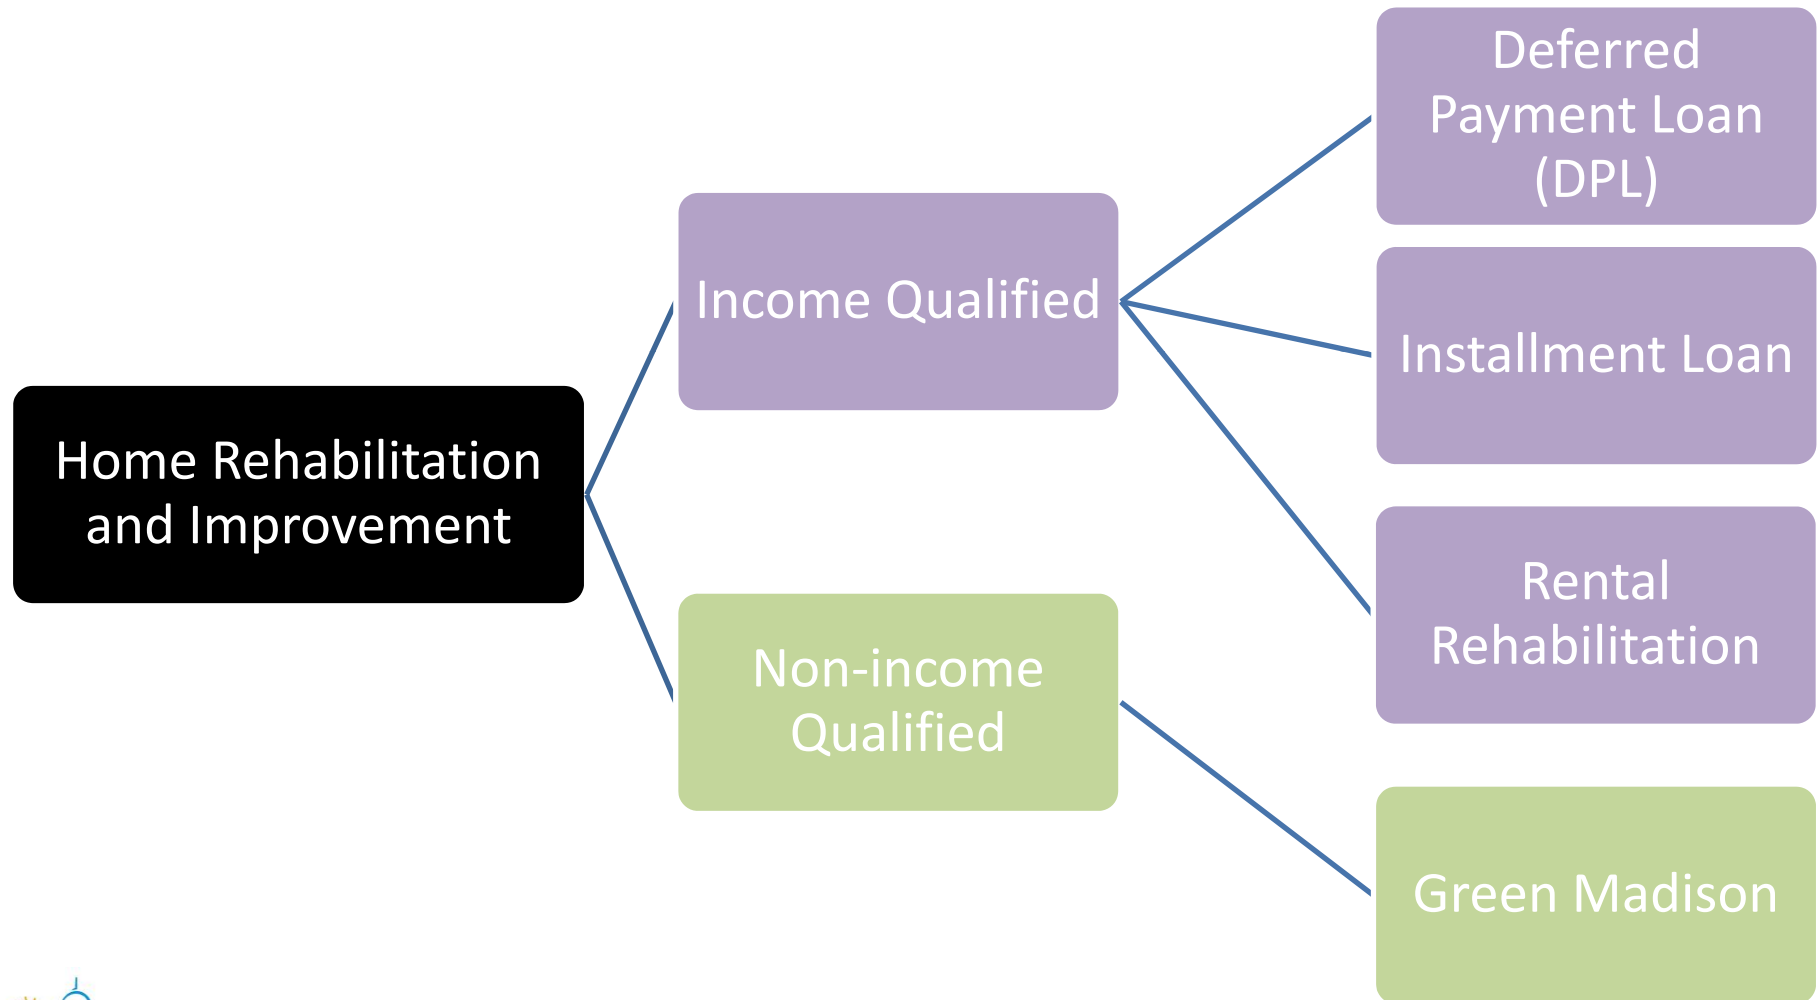 Home Rehabilitation
and Improvement
Income Qualified
Non-income
Qualified
Deferred
Payment Loan
(DPL)
Installment Loan
Rental
Rehabilitation
Green Madison